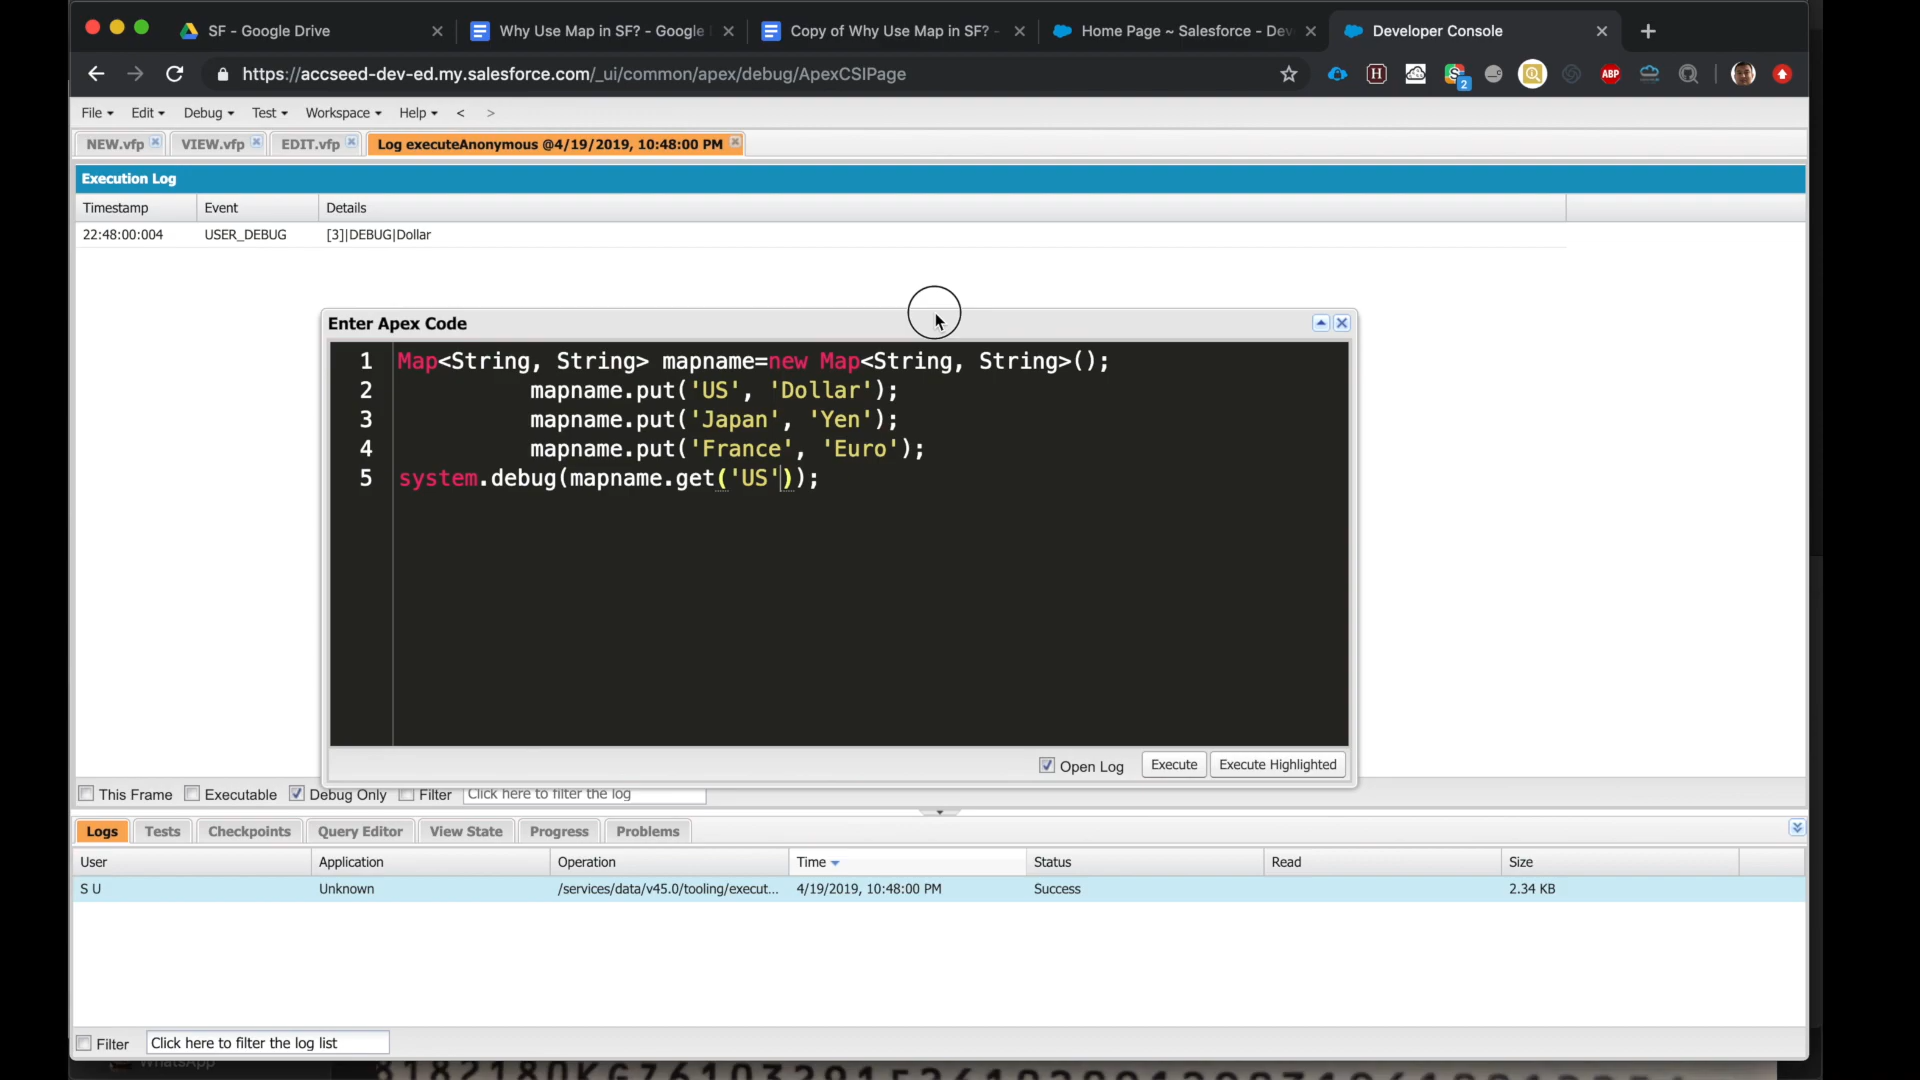 SF - Google Drive
Why Use Map in SF? - Google
Copy of Why Use Map in SF? -
Home Page ~ Salesforce - Dev
Developer Console
https://accseed-dev-ed.my.salesforce.com/_ui/common/apex/debug/ApexCSIPage
2
ABP
File Edit Debug Test Workspace Help < >
NEW.vfp VIEW.vfp EDIT.vfp Log executeAnonymous @4/19/2019, 10:48:00 PM
Execution Log
Timestamp Event Details
22:48:00:004 USER_DEBUG [3]|DEBUG|Dollar
Enter Apex Code
1 Map<String, String> mapname=new Map<String, String>();
2 mapname.put('US', 'Dollar');
3 mapname.put('Japan', 'Yen');
4 mapname.put('France', 'Euro');
5 system.debug(mapname.get('US'));
Open Log Execute Execute Highlighted
This Frame Executable Debug Only Filter Click here to filter the log
Logs Tests Checkpoints Query Editor View State Progress Problems
User Application Operation Time Status Read Size
S U Unknown /services/data/v45.0/tooling/execut... 4/19/2019, 10:48:00 PM Success 2.34 KB
Filter Click here to filter the log list
WhatsApp